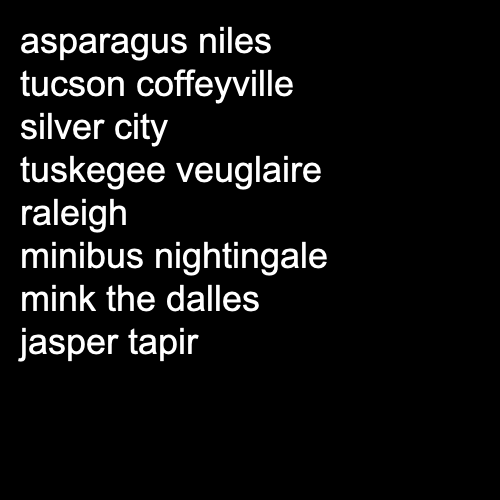 asparagus niles
tucson coffeyville
silver city
tuskegee veuglaire
raleigh
minibus nightingale
mink the dalles
jasper tapir